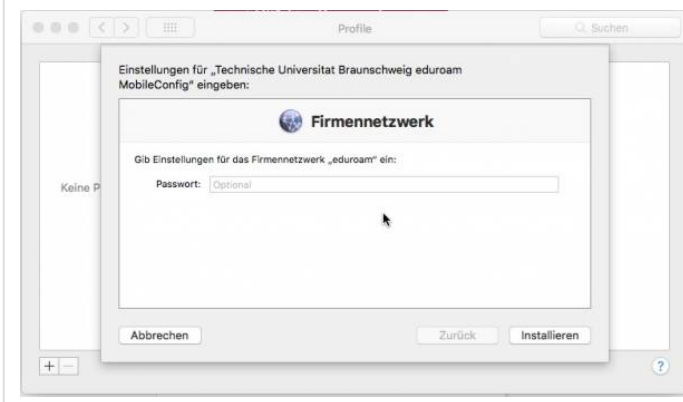 Profile
Suchen
Einstellungen für „Technische Universitat Braunschweig eduroam
MobileConfig" eingeben:
Firmennetzwerk
Gib Einstellungen für das Firmennetzwerk „eduroam" ein:
Keine P
Passwort: Optional
Abbrechen
Zurück
Installieren
+
−
?